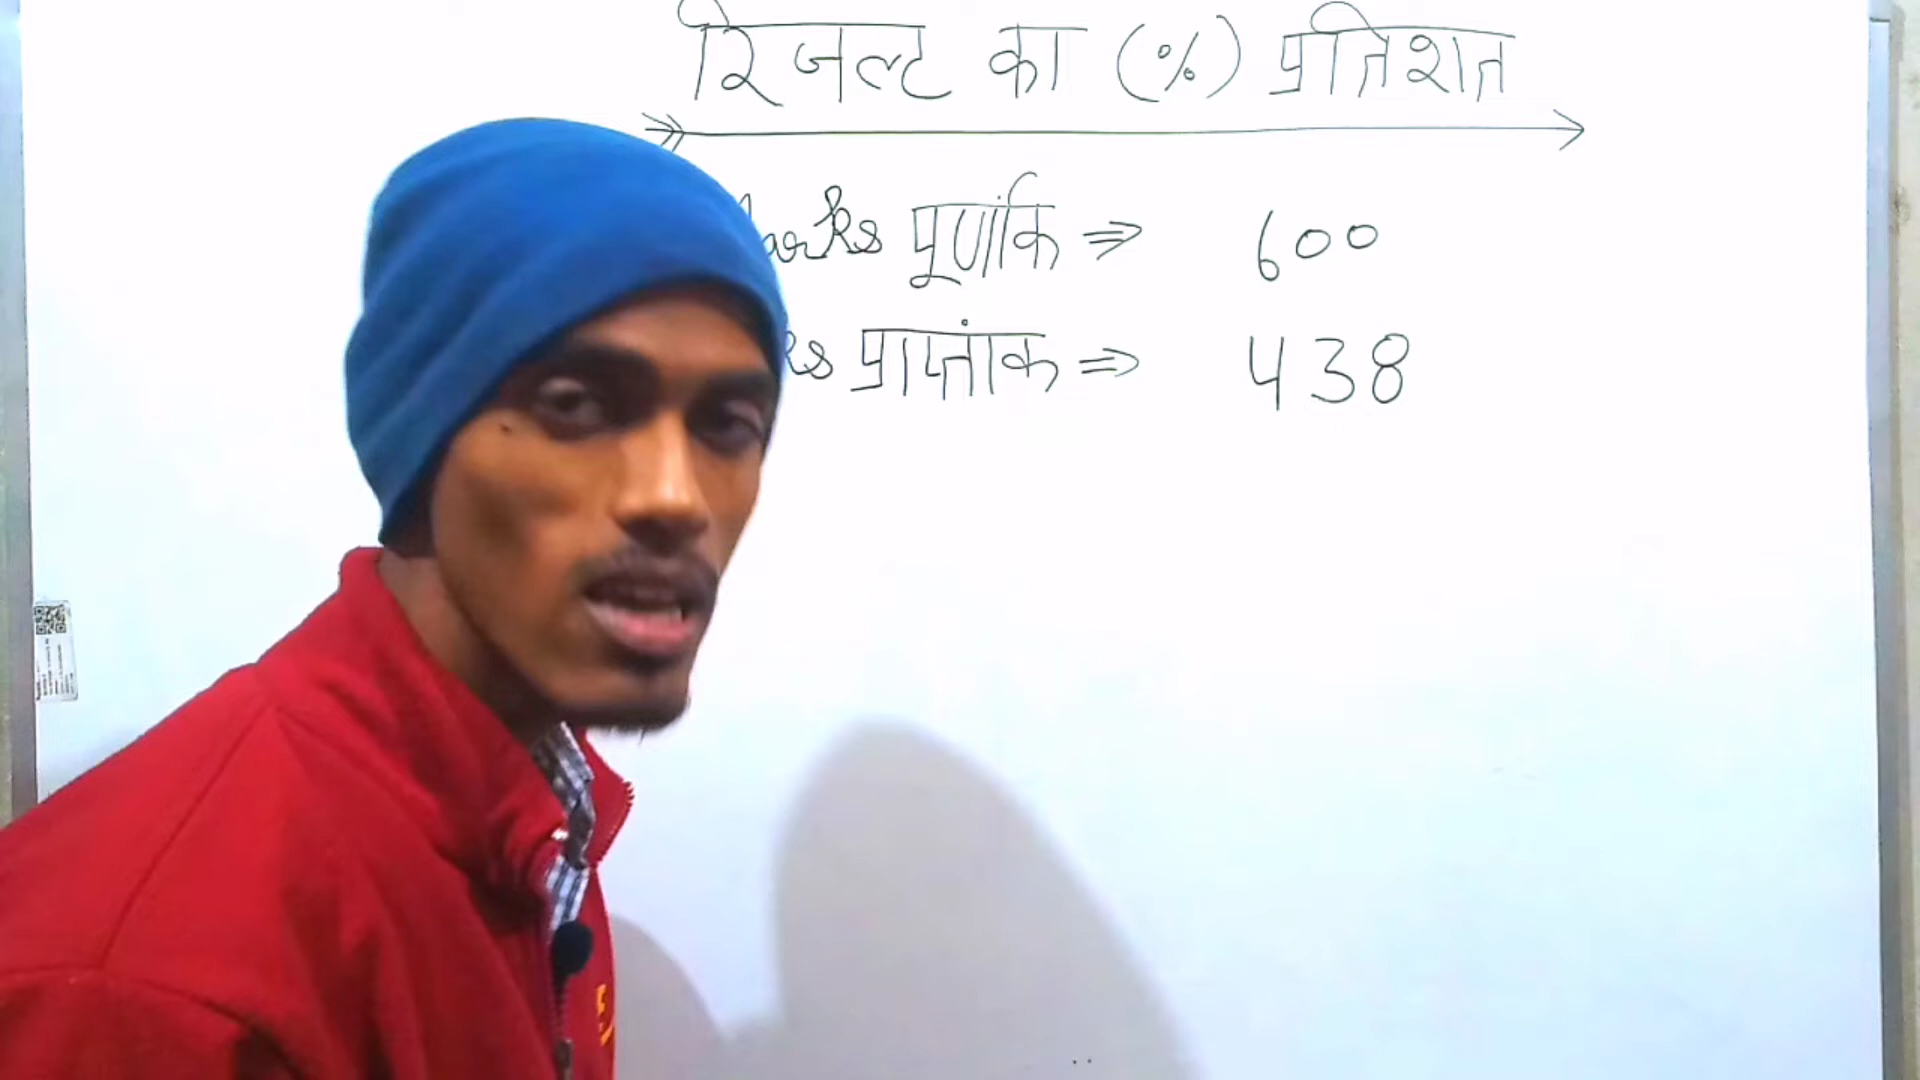 रिजल्ट का (%) प्रतिशत
पूर्णांक ⇒ 600
प्राप्तांक ⇒ 438